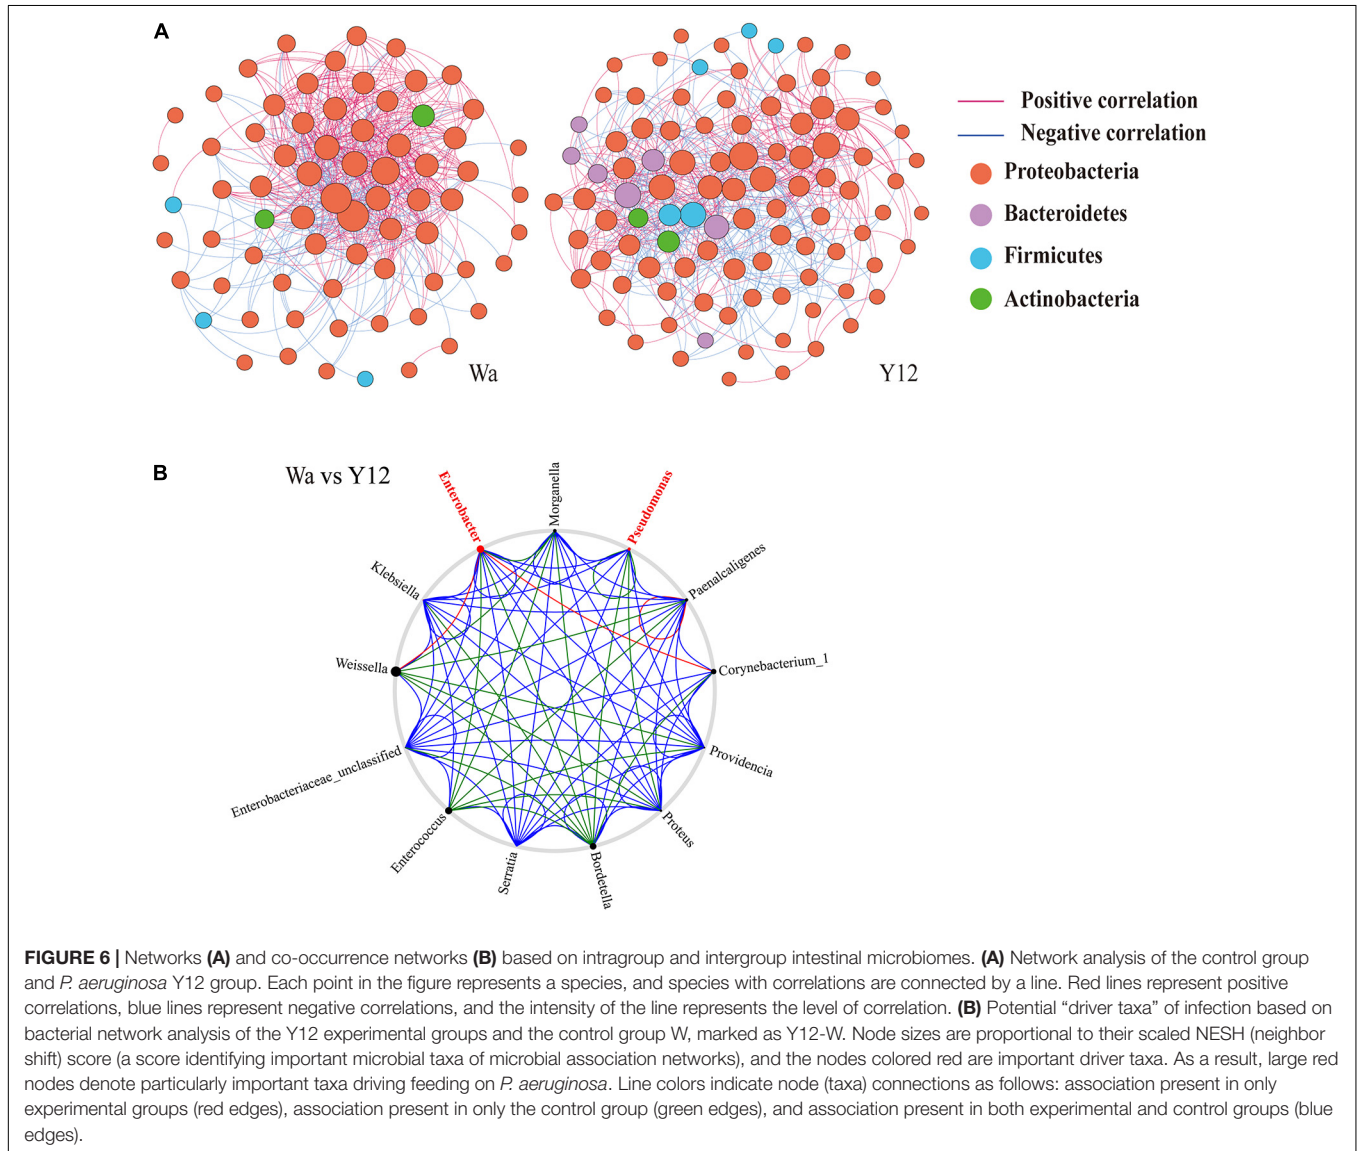 A
Positive correlation
Negative correlation
Proteobacteria
Bacteroidetes
Firmicutes
Actinobacteria
Wa
Y12
B
Wa vs Y12
Enterobacter
Morganella
Pseudomonas
Klebsiella
Paenalcaligenes
Weissella
Corynebacterium_1
Enterobacteriaceae_unclassified
Providencia
Enterococcus
Proteus
Serratia
Bordetella
FIGURE 6 | Networks (A) and co-occurrence networks (B) based on intragroup and intergroup intestinal microbiomes. (A) Network analysis of the control group
and P. aeruginosa Y12 group. Each point in the figure represents a species, and species with correlations are connected by a line. Red lines represent positive
correlations, blue lines represent negative correlations, and the intensity of the line represents the level of correlation. (B) Potential “driver taxa” of infection based on
bacterial network analysis of the Y12 experimental groups and the control group W, marked as Y12-W. Node sizes are proportional to their scaled NESH (neighbor
shift) score (a score identifying important microbial taxa of microbial association networks), and the nodes colored red are important driver taxa. As a result, large red
nodes denote particularly important taxa driving feeding on P. aeruginosa. Line colors indicate node (taxa) connections as follows: association present in only
experimental groups (red edges), association present in only the control group (green edges), and association present in both experimental and control groups (blue
edges).